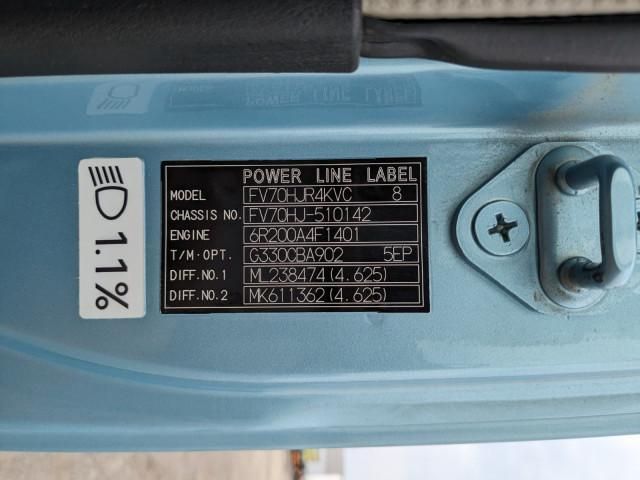 POWER LINE LABEL
MODEL FV70HJR4KVC 8
CHASSIS NO. FV70HJ-510142
ENGINE 6R200A4F1401
T/M.OPT. G330CBA902 5EP
DIFF.NO.1 ML238474(4.625)
DIFF.NO.2 MK611362(4.625)
1.1%